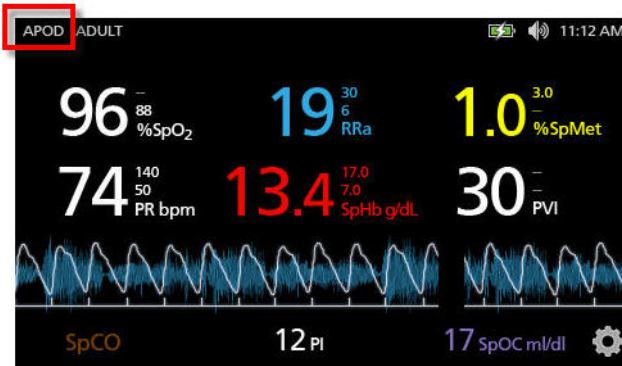 APOD ADULT 11:12 AM
96 – 88 %SpO₂ 19 30 6 RRa 1.0 3.0 – %SpMet
74 140 50 PR bpm 13.4 17.0 7.0 SpHb g/dL 30 – – PVI
SpCO 12 PI 17 SpOC ml/dl